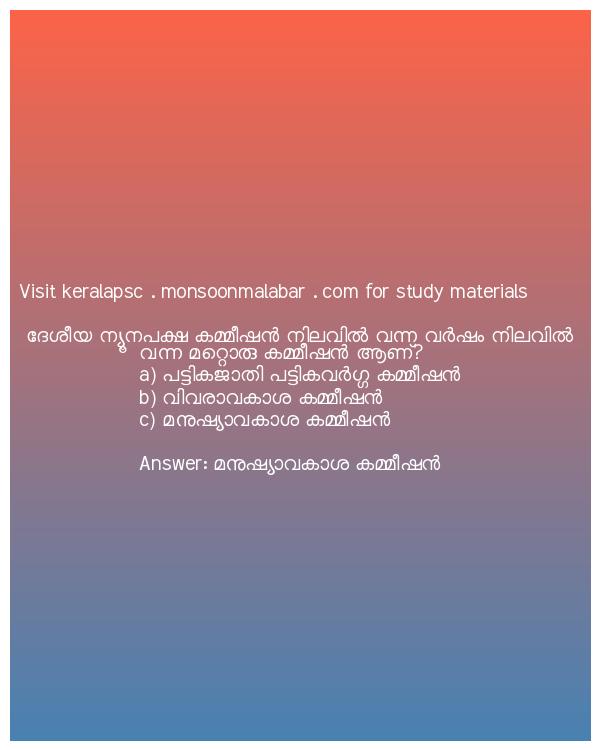 Visit keralapsc . monsoonmalabar . com for study materials
ദേശീയ ന്യൂനപക്ഷ കമ്മീഷൻ നിലവിൽ വന്ന വർഷം നിലവിൽ
വന്ന മറ്റൊരു കമ്മീഷൻ ആണ്?
a) പട്ടികജാതി പട്ടികവർഗ്ഗ കമ്മീഷൻ
b) വിവരാവകാശ കമ്മീഷൻ
c) മനുഷ്യാവകാശ കമ്മീഷൻ
Answer: മനുഷ്യാവകാശ കമ്മീഷൻ